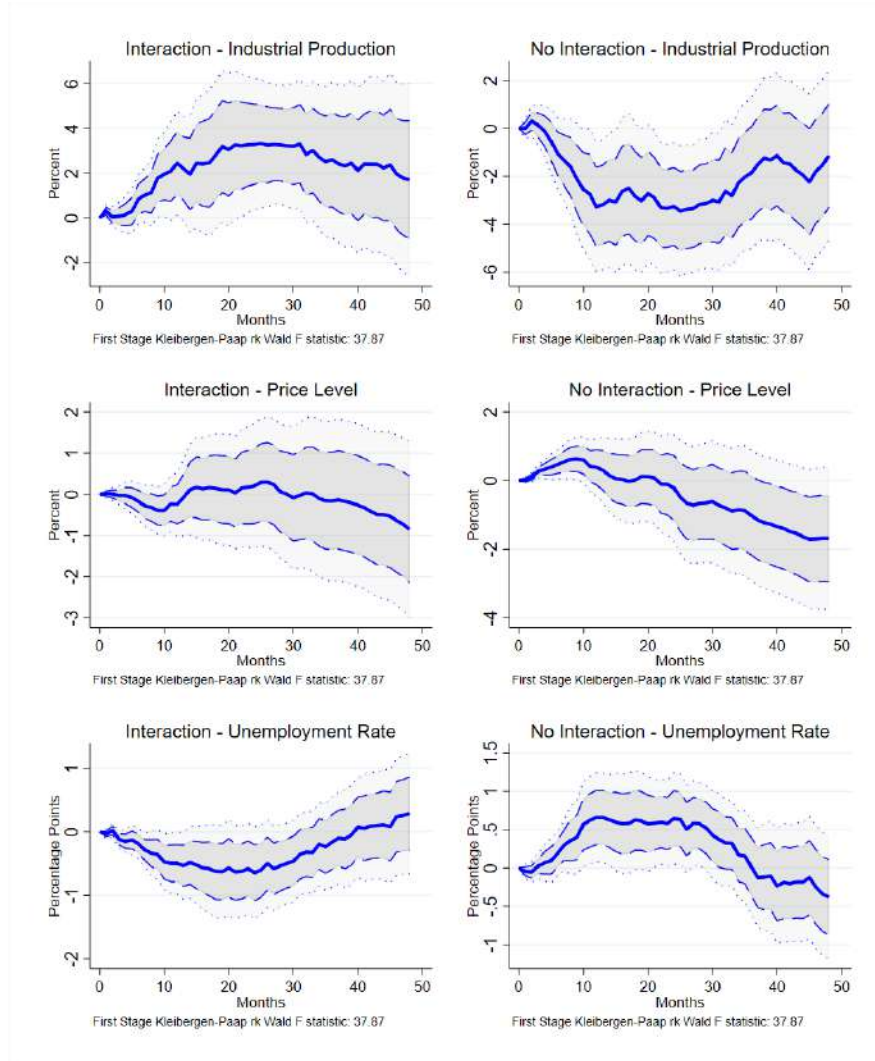 Interaction - Industrial Production
Percent
6
4
2
0
-2
0 10 20 30 40 50
Months
First Stage Kleibergen-Paap rk Wald F statistic: 37.87
No Interaction - Industrial Production
Percent
2
0
-2
-4
-6
0 10 20 30 40 50
Months
First Stage Kleibergen-Paap rk Wald F statistic: 37.87
Interaction - Price Level
Percent
2
1
0
-1
-2
-3
0 10 20 30 40 50
Months
First Stage Kleibergen-Paap rk Wald F statistic: 37.87
No Interaction - Price Level
Percent
2
0
-2
-4
0 10 20 30 40 50
Months
First Stage Kleibergen-Paap rk Wald F statistic: 37.87
Interaction - Unemployment Rate
Percentage Points
1
0
-1
-2
0 10 20 30 40 50
Months
First Stage Kleibergen-Paap rk Wald F statistic: 37.87
No Interaction - Unemployment Rate
Percentage Points
1.5
1
.5
0
-.5
-1
0 10 20 30 40 50
Months
First Stage Kleibergen-Paap rk Wald F statistic: 37.87